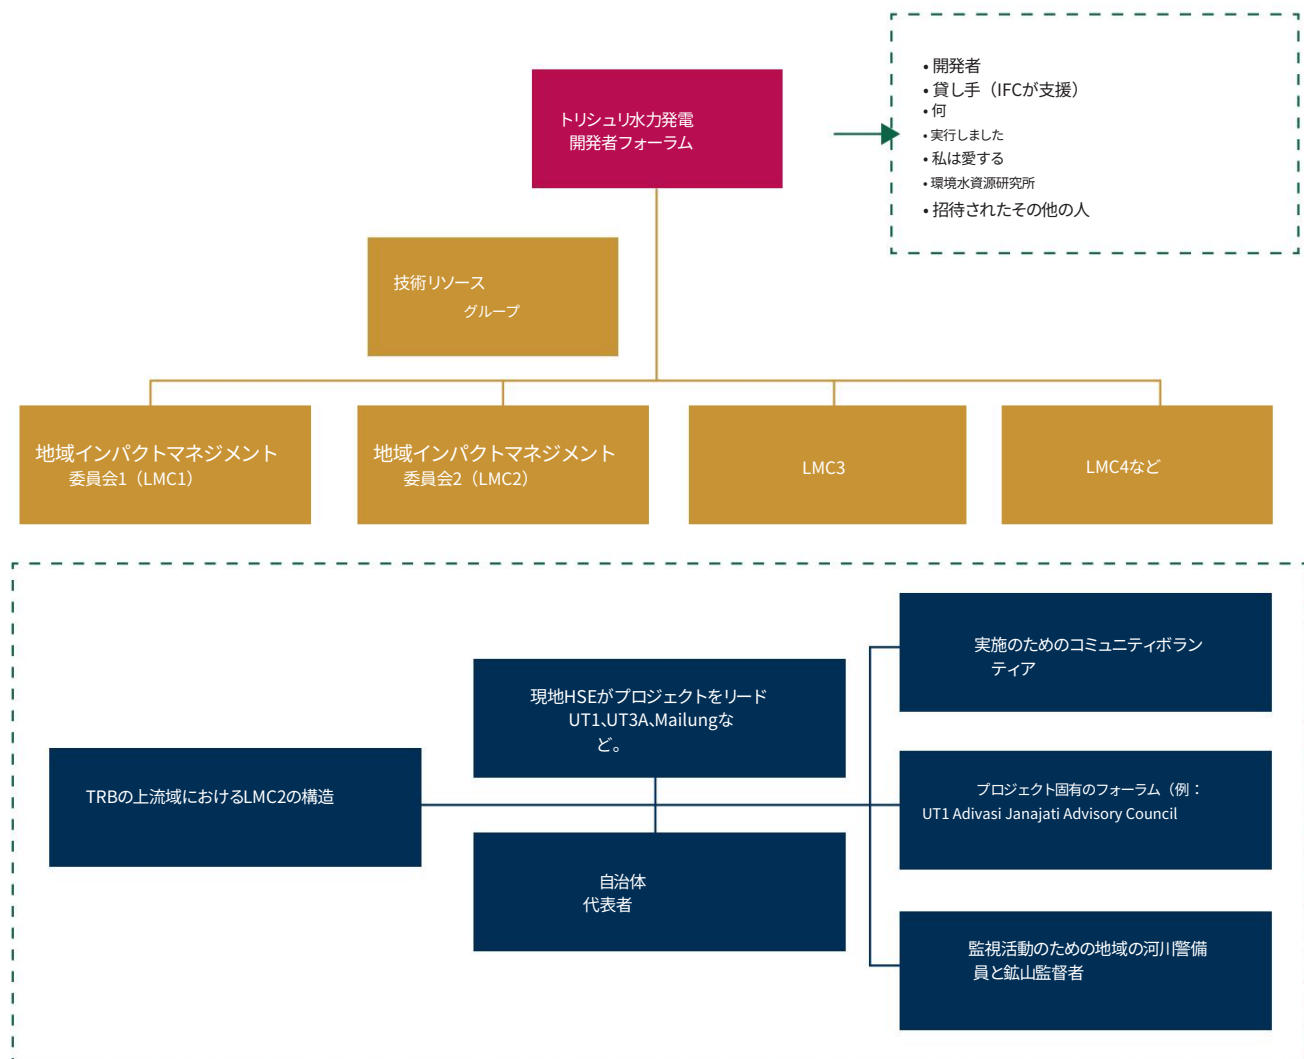 トリシュリ水力発電
開発者フォーラム
• 開発者
• 貸し手（IFCが支援）
• 何
• 実行しました
• 私は愛する
• 環境水資源研究所
• 招待されたその他の人
技術リソース
グループ
地域インパクトマネジメント
委員会1（LMC1）
地域インパクトマネジメント
委員会2（LMC2）
LMC3
LMC4など
TRBの上流域におけるLMC2の構造
現地HSEがプロジェクトをリード
UT1、UT3A、Mailungな
ど。
自治体
代表者
実施のためのコミュニティボラン
ティア
プロジェクト固有のフォーラム（例：
UT1 Adivasi Janajati Advisory Council
監視活動のための地域の河川警備
員と鉱山監督者